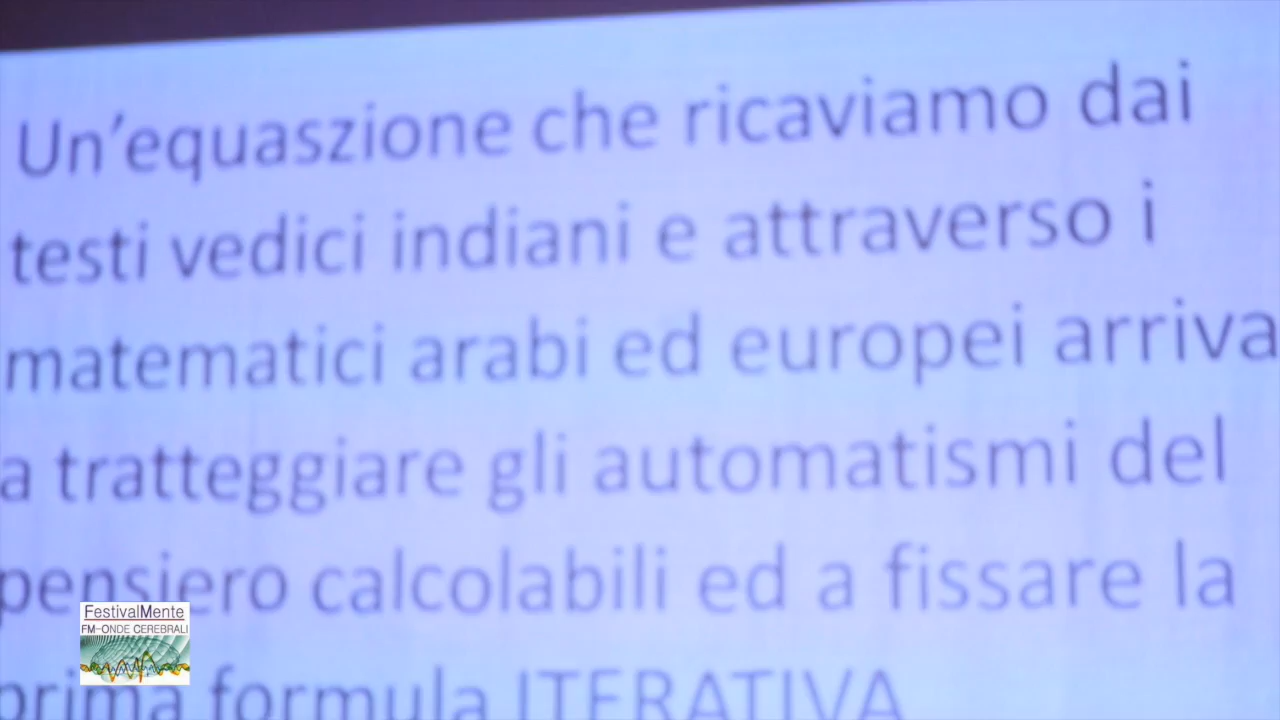 Un'equaszione che ricaviamo dai
testi vedici indiani e attraverso i
matematici arabi ed europei arriva
a tratteggiare gli automatismi del
pensiero calcolabili ed a fissare la
prima formula ITERATIVA
FestivalMente
FM-ONDE CEREBRALI